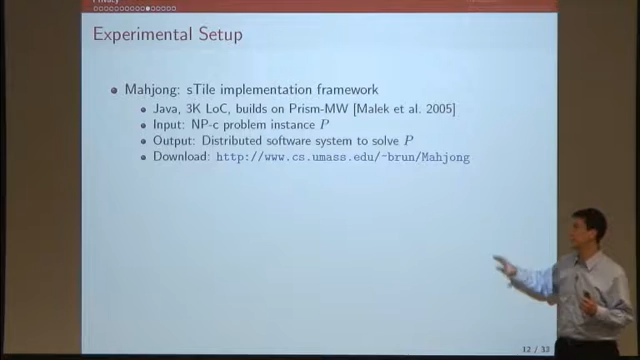 Privacy
Experimental Setup
Mahjong: sTile implementation framework
Java, 3K LoC, builds on Prism-MW [Malek et al. 2005]
Input: NP-c problem instance P
Output: Distributed software system to solve P
Download: http://www.cs.umass.edu/~brun/Mahjong
12 / 33